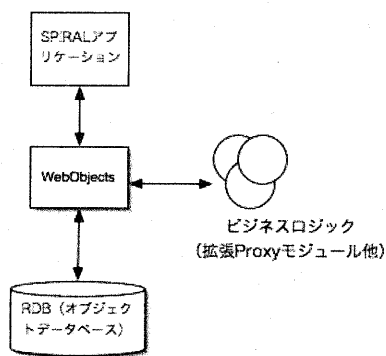 SPIRALアプ
リケーション
WebObjects
ビジネスロジック
(拡張Proxyモジュール他)
RDB(オブジェク
トデータベース)